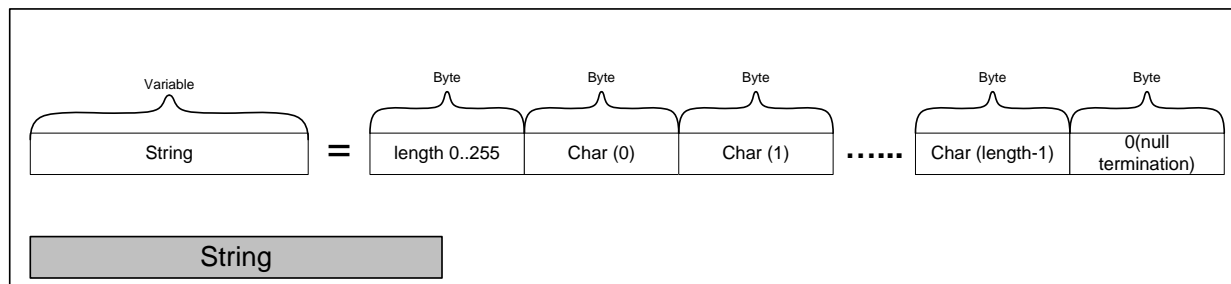 Variable
Byte
Byte
Byte
Byte
Byte
String
=
length 0..255
Char (0)
Char (1)
…...
Char (length-1)
0(null
termination)
String